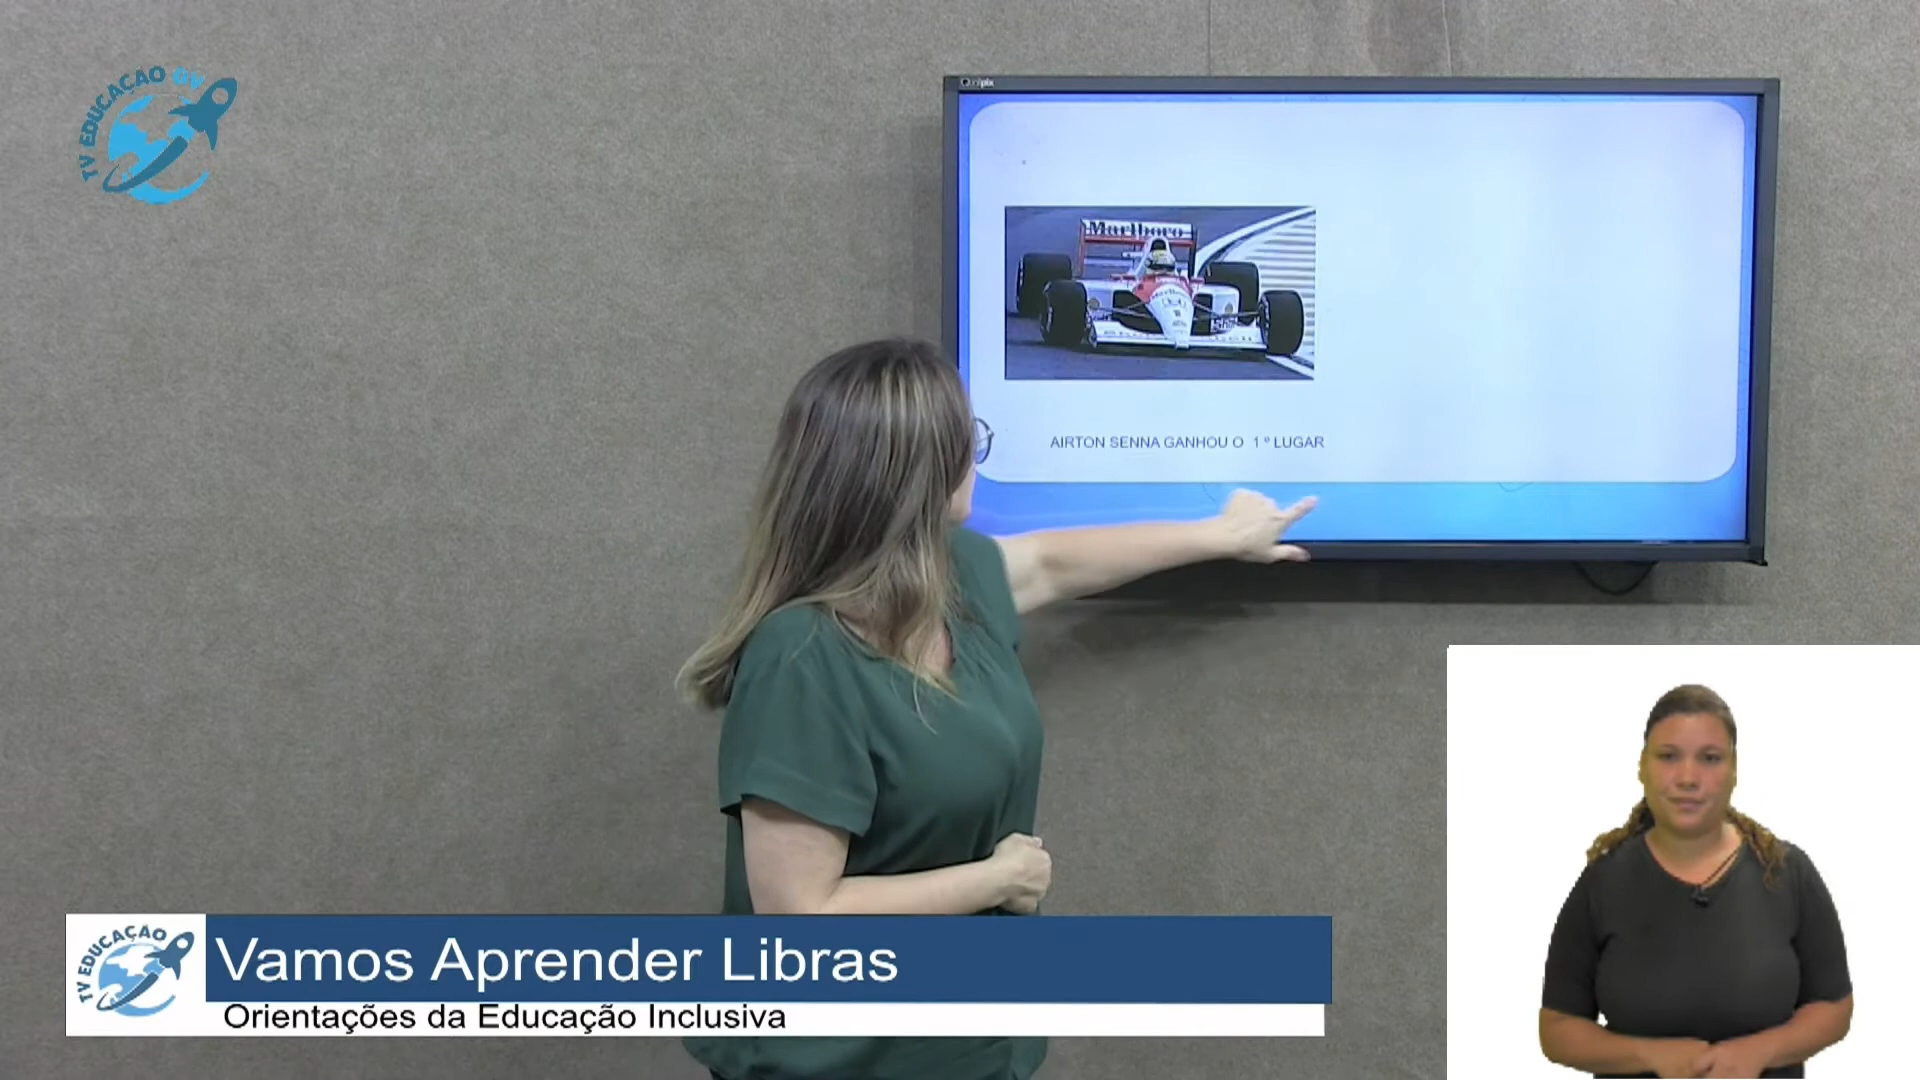 TV EDUCAÇÃO GV
Marlboro
AIRTON SENNA GANHOU O 1º LUGAR
TV EDUCAÇÃO
Vamos Aprender Libras
Orientações da Educação Inclusiva